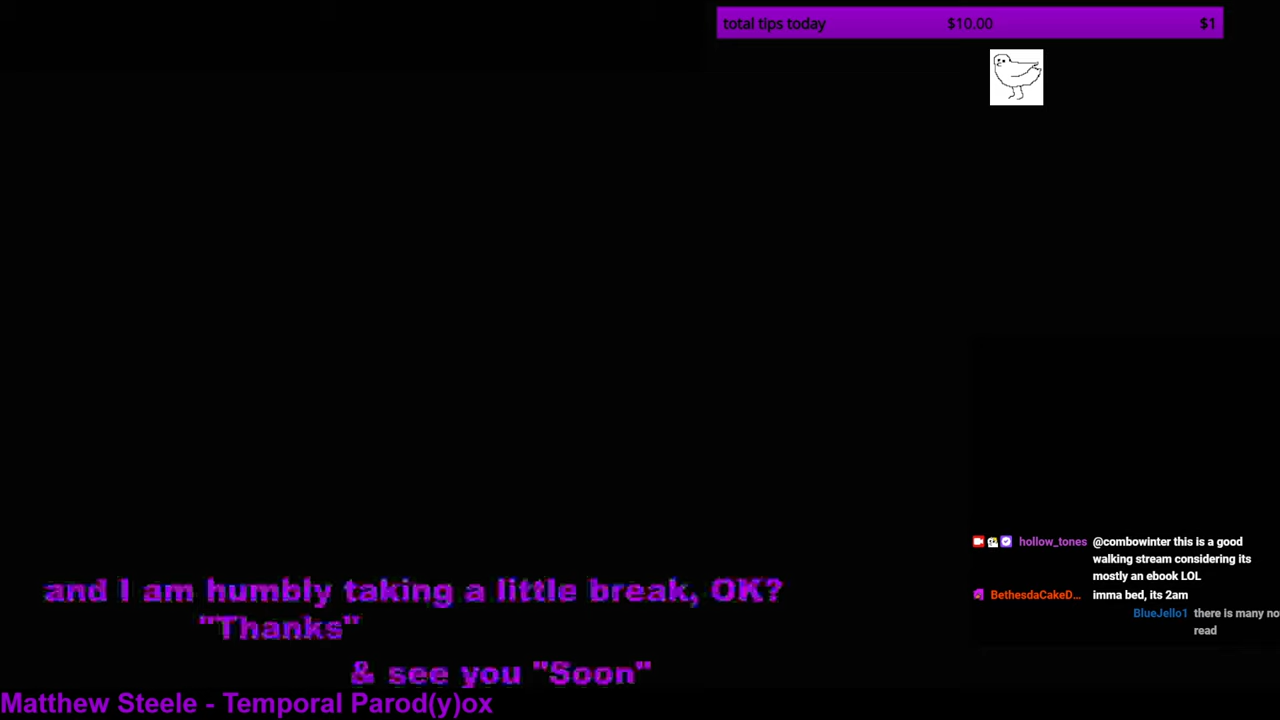 total tips today $10.00 $1
hollow_tones @combowinter this is a good
walking stream considering its
mostly an ebook LOL
BethesdaCakeD... imma bed, its 2am
BlueJello1 there is many no
read
and I am humbly taking a little break, OK?
"Thanks"
& see you "Soon"
Matthew Steele - Temporal Parod(y)ox